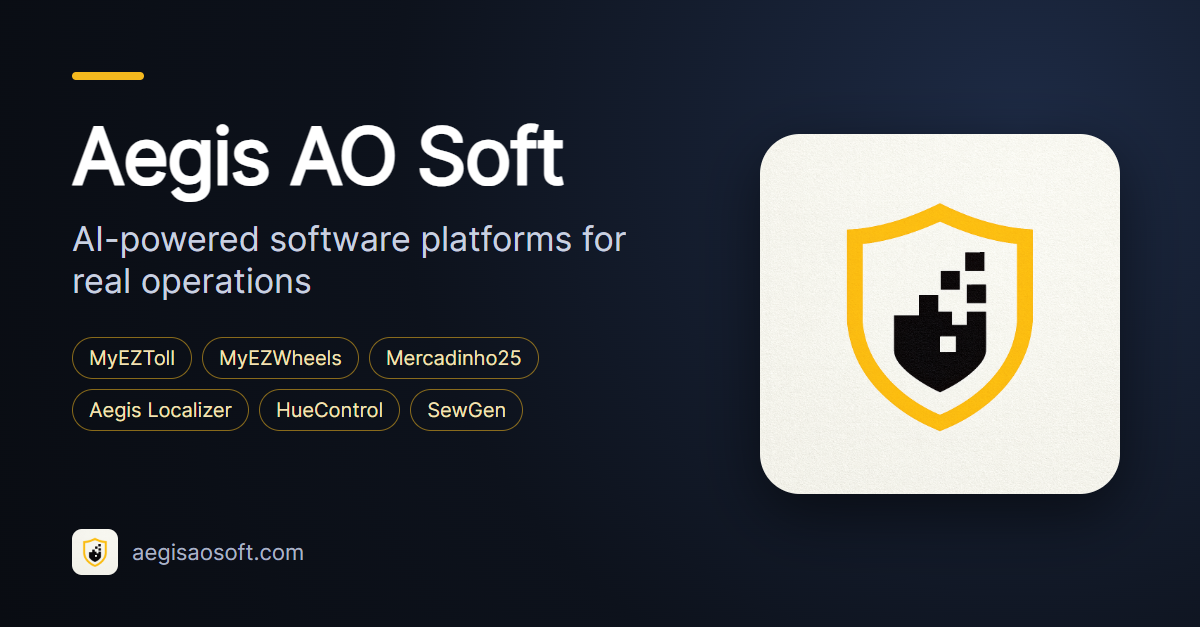 Aegis AO Soft
AI-powered software platforms for
real operations
MyEZToll MyEZWheels Mercadinho25
Aegis Localizer HueControl SewGen
aegisaosoft.com